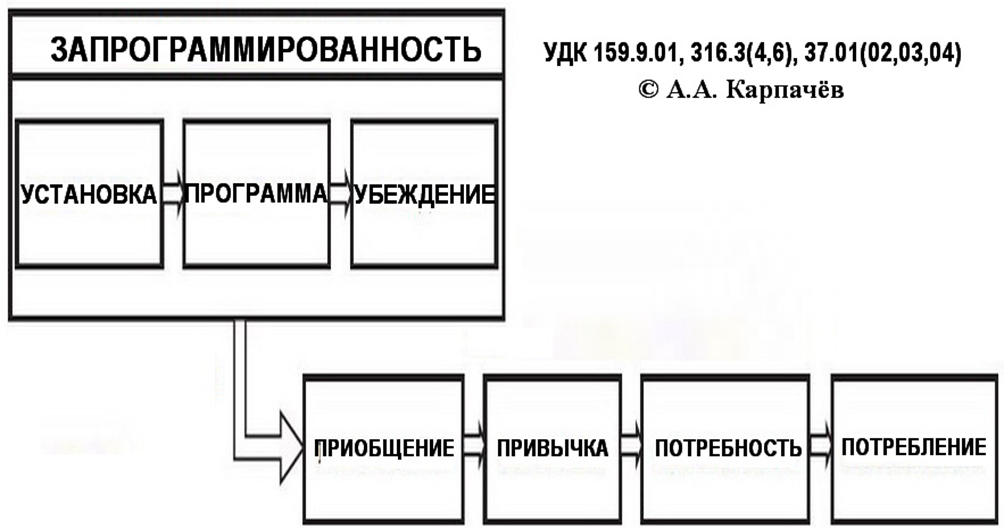 ЗАПРОГРАММИРОВАННОСТЬ
УДК 159.9.01, 316.3(4,6), 37.01(02,03,04)
© А.А. Карпачёв
УСТАНОВКА
ПРОГРАММА
УБЕЖДЕНИЕ
ПРИОБЩЕНИЕ
ПРИВЫЧКА
ПОТРЕБНОСТЬ
ПОТРЕБЛЕНИЕ